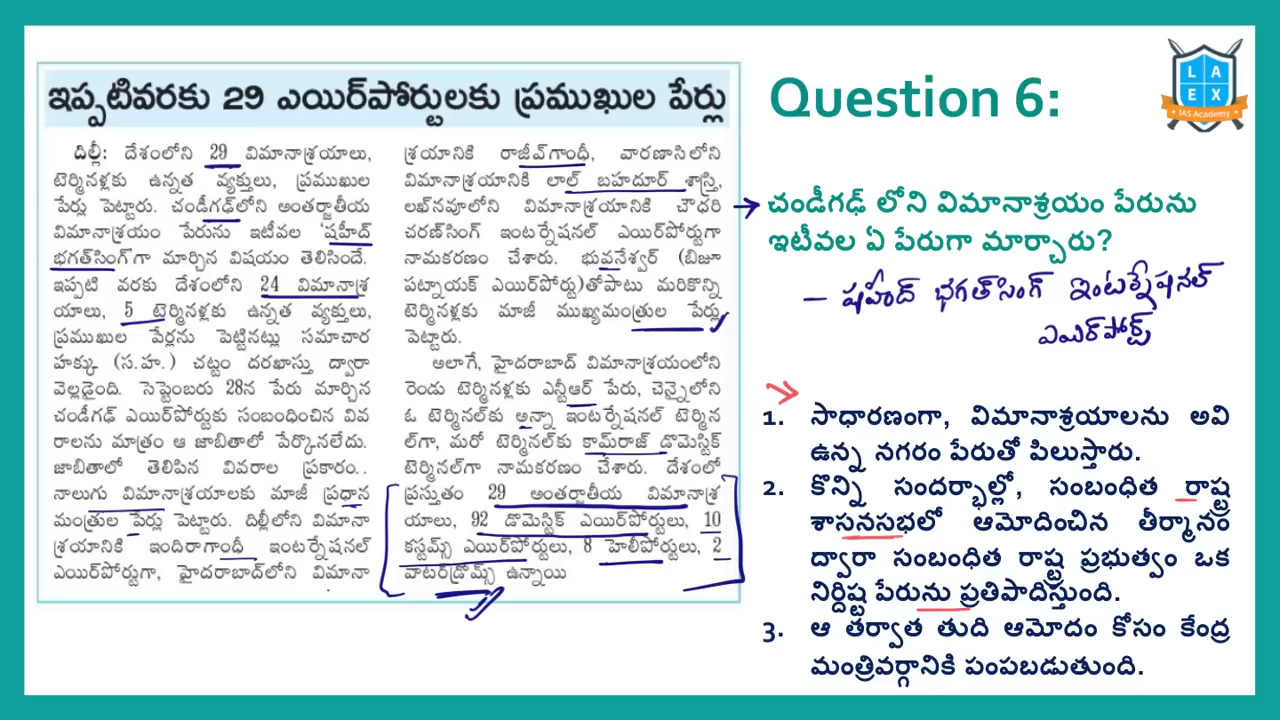 ఇప్పటివరకు 29 ఎయిర్‌పోర్టులకు ప్రముఖుల పేర్లు
ఢిల్లీ: దేశంలోని 29 విమానాశ్రయాలు,
టెర్మినళ్లకు ఉన్నత వ్యక్తులు, ప్రముఖుల
పేర్లు పెట్టారు. చండీగఢ్‌లోని అంతర్జాతీయ
విమానాశ్రయం పేరును ఇటీవల 'షహీద్
భగత్‌సింగ్'గా మార్చిన విషయం తెలిసిందే.
ఇప్పటి వరకు దేశంలోని 24 విమానాశ్ర
యాలు, 5 టెర్మినళ్లకు ఉన్నత వ్యక్తులు,
ప్రముఖుల పేర్లను పెట్టినట్లు సమాచార
హక్కు (స.హ.) చట్టం దరఖాస్తు ద్వారా
వెల్లడైంది. సెప్టెంబరు 28న పేరు మార్చిన
చండీగఢ్ ఎయిర్‌పోర్టుకు సంబంధించిన వివ
రాలను మాత్రం ఆ జాబితాలో పేర్కొనలేదు.
జాబితాలో తెలిపిన వివరాల ప్రకారం..
నాలుగు విమానాశ్రయాలకు మాజీ ప్రధాన
మంత్రుల పేర్లు పెట్టారు. దిల్లీలోని విమానా
శ్రయానికి ఇందిరాగాంధీ ఇంటర్నేషనల్
ఎయిర్‌పోర్టుగా, హైదరాబాద్‌లోని విమానా
శ్రయానికి రాజీవ్‌గాంధీ, వారణాసిలోని
విమానాశ్రయానికి లాల్ బహదూర్ శాస్త్రి,
లఖ్‌నవూలోని విమానాశ్రయానికి చౌధరి
చరణ్‌సింగ్ ఇంటర్నేషనల్ ఎయిర్‌పోర్టుగా
నామకరణం చేశారు. భువనేశ్వర్ (బిజూ
పట్నాయక్ ఎయిర్‌పోర్టు)తోపాటు మరికొన్ని
టెర్మినళ్లకు మాజీ ముఖ్యమంత్రుల పేర్లు
పెట్టారు.
అలాగే, హైదరాబాద్ విమానాశ్రయంలోని
రెండు టెర్మినళ్లకు ఎన్టీఆర్ పేరు, చెన్నైలోని
ఓ టెర్మినల్‌కు అన్నా ఇంటర్నేషనల్ టెర్మిన
ల్‌గా, మరో టెర్మినల్‌కు కామ్‌రాజ్ డొమెస్టిక్
టెర్మినల్‌గా నామకరణం చేశారు. దేశంలో
ప్రస్తుతం 29 అంతర్జాతీయ విమానాశ్ర
యాలు, 92 డొమెస్టిక్ ఎయిర్‌పోర్టులు, 10
కస్టమ్స్ ఎయిర్‌పోర్టులు, 8 హెలీపోర్టులు, 2
వాటర్‌డ్రోమ్స్ ఉన్నాయి
Question 6:
L A
E X
IAS Academy
చండీగఢ్ లోని విమానాశ్రయం పేరును
ఇటీవల ఏ పేరుగా మార్చారు?
– షహీద్ భగత్‌సింగ్ ఇంటర్నేషనల్
ఎయిర్‌పోర్ట్
1. సాధారణంగా, విమానాశ్రయాలను అవి
ఉన్న నగరం పేరుతో పిలుస్తారు.
2. కొన్ని సందర్భాల్లో, సంబంధిత రాష్ట్ర
శాసనసభలో ఆమోదించిన తీర్మానం
ద్వారా సంబంధిత రాష్ట్ర ప్రభుత్వం ఒక
నిర్దిష్ట పేరును ప్రతిపాదిస్తుంది.
3. ఆ తర్వాత తుది ఆమోదం కోసం కేంద్ర
మంత్రివర్గానికి పంపబడుతుంది.